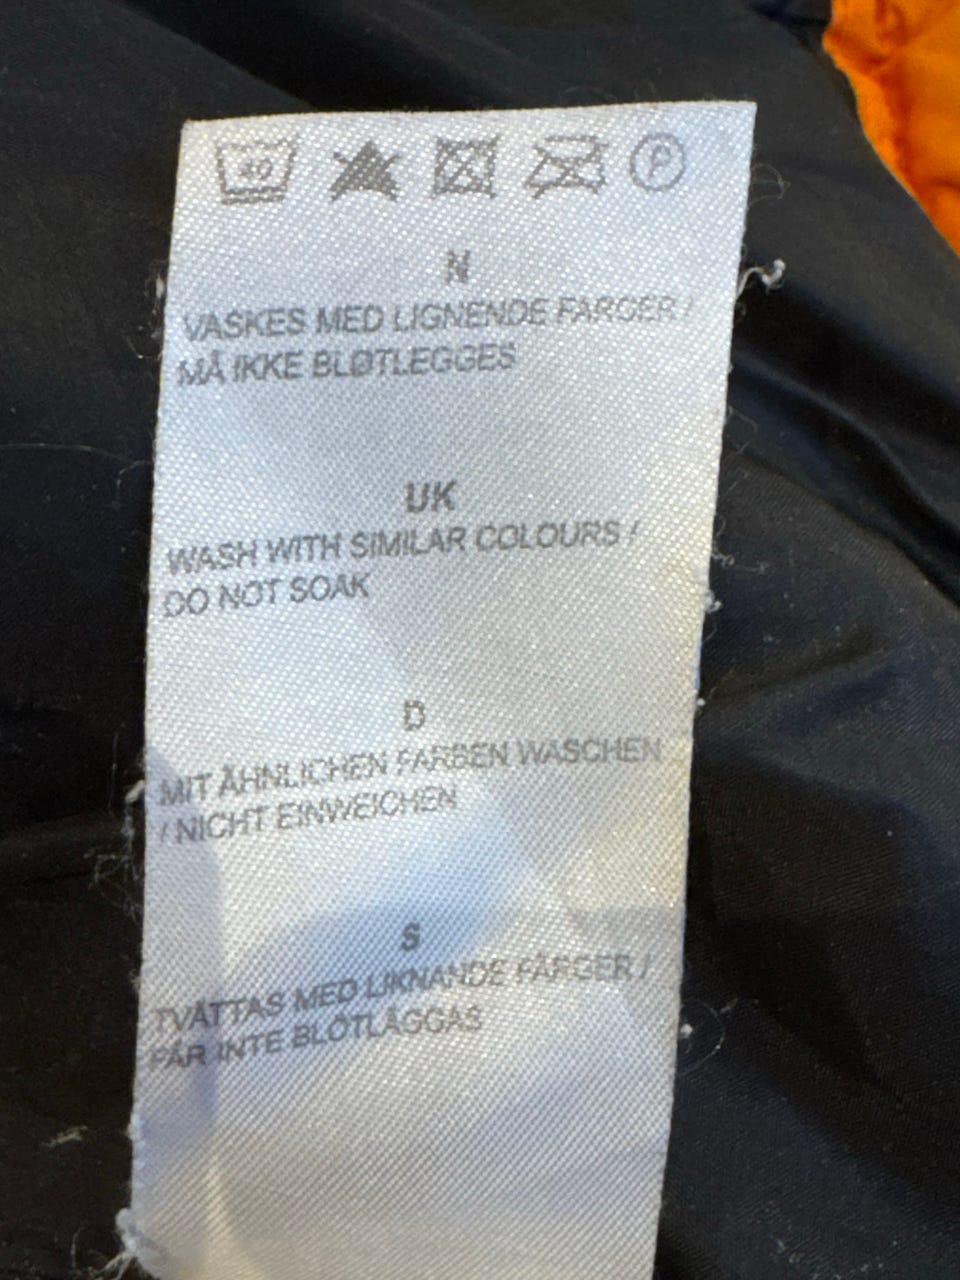 40 P
N
VASKES MED LIGNENDE FARGER /
MÅ IKKE BLØTLEGGES
UK
WASH WITH SIMILAR COLOURS /
DO NOT SOAK
D
MIT ÄHNLICHEN FARBEN WASCHEN
/ NICHT EINWEICHEN
S
TVÄTTAS MED LIKNANDE FÄRGER /
FÅR INTE BLÖTLÄGGAS